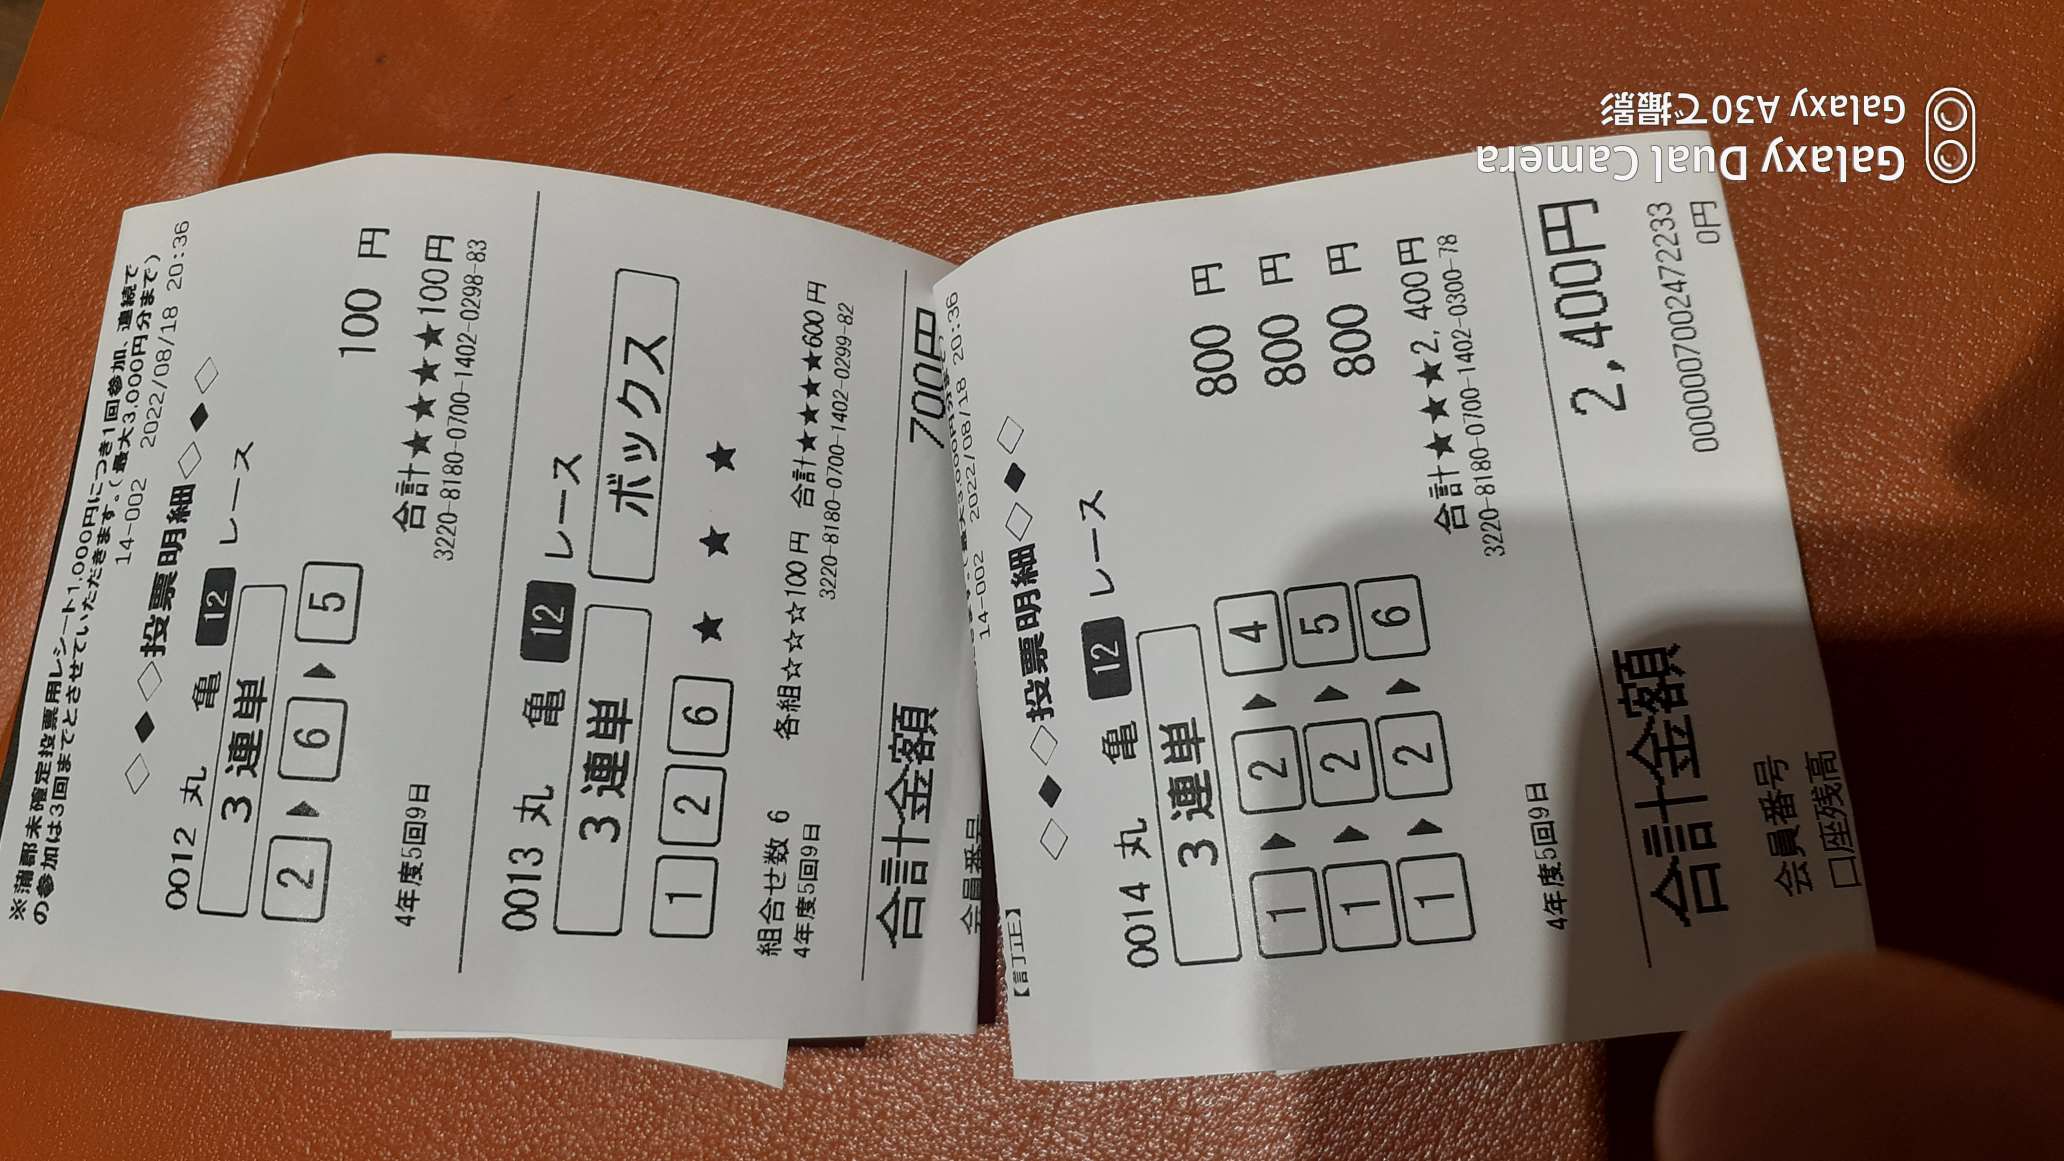 ※蒲郡未確定投票用レシート1,000円につき1回参加、連続で
の参加は3回までとさせていただきます。(最大3,000円分まで)
14-002 2022/08/18 20:36
◇◆◇投票明細◇◆◇
0012 丸 亀 12 レース
3連単
2▶6▶5 100 円
合計★★★★★100円
4年度5回9日 3220-8180-0700-1402-0298-83
0013 丸 亀 12 レース
3連単 ボックス
1 2 6 ★ ★ ★
組合せ数 6 各組☆☆☆☆100円 合計★★★★★600円
4年度5回9日 3220-8180-0700-1402-0299-82
合計金額 700円
会員番号
14-002 2022/08/18 20:36
【訂正】
◇◆◇投票明細◇◆◇
0014 丸 亀 12 レース
3連単
1▶2▶4 800 円
1▶2▶5 800 円
1▶2▶6 800 円
合計★★★★2,400円
4年度5回9日 3220-8180-0700-1402-0300-78
合計金額 2,400円
会員番号 0000007002472233
口座残高 0円
Galaxy Dual Camera
Galaxy A30で撮影